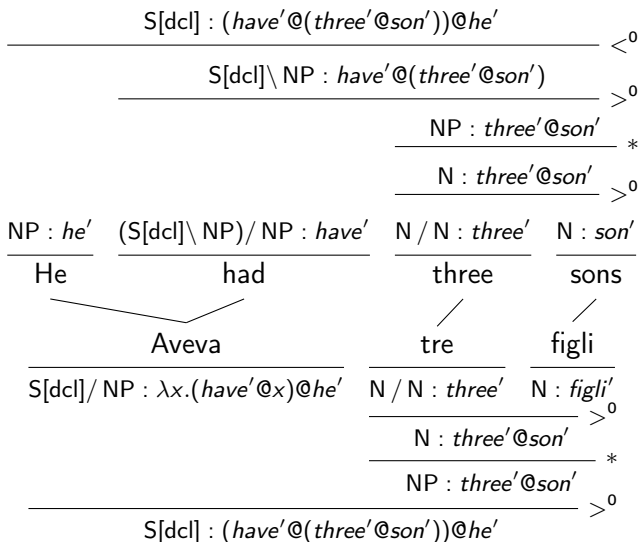 S[dcl] : (have′@(three′@son′))@he′
<⁰
S[dcl]\ NP : have′@(three′@son′)
>⁰
NP : three′@son′
*
N : three′@son′
>⁰
NP : he′ (S[dcl]\ NP)/ NP : have′ N / N : three′ N : son′
He had three sons
Aveva tre figli
S[dcl]/ NP : λx.(have′@x)@he′ N / N : three′ N : figli′
>⁰
N : three′@son′
*
NP : three′@son′
>⁰
S[dcl] : (have′@(three′@son′))@he′